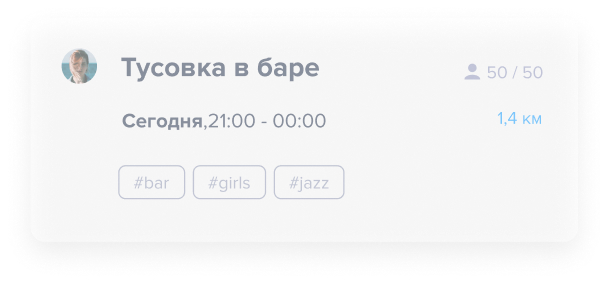 Тусовка в баре
50 / 50
Сегодня,21:00 - 00:00
1,4 км
#bar #girls #jazz